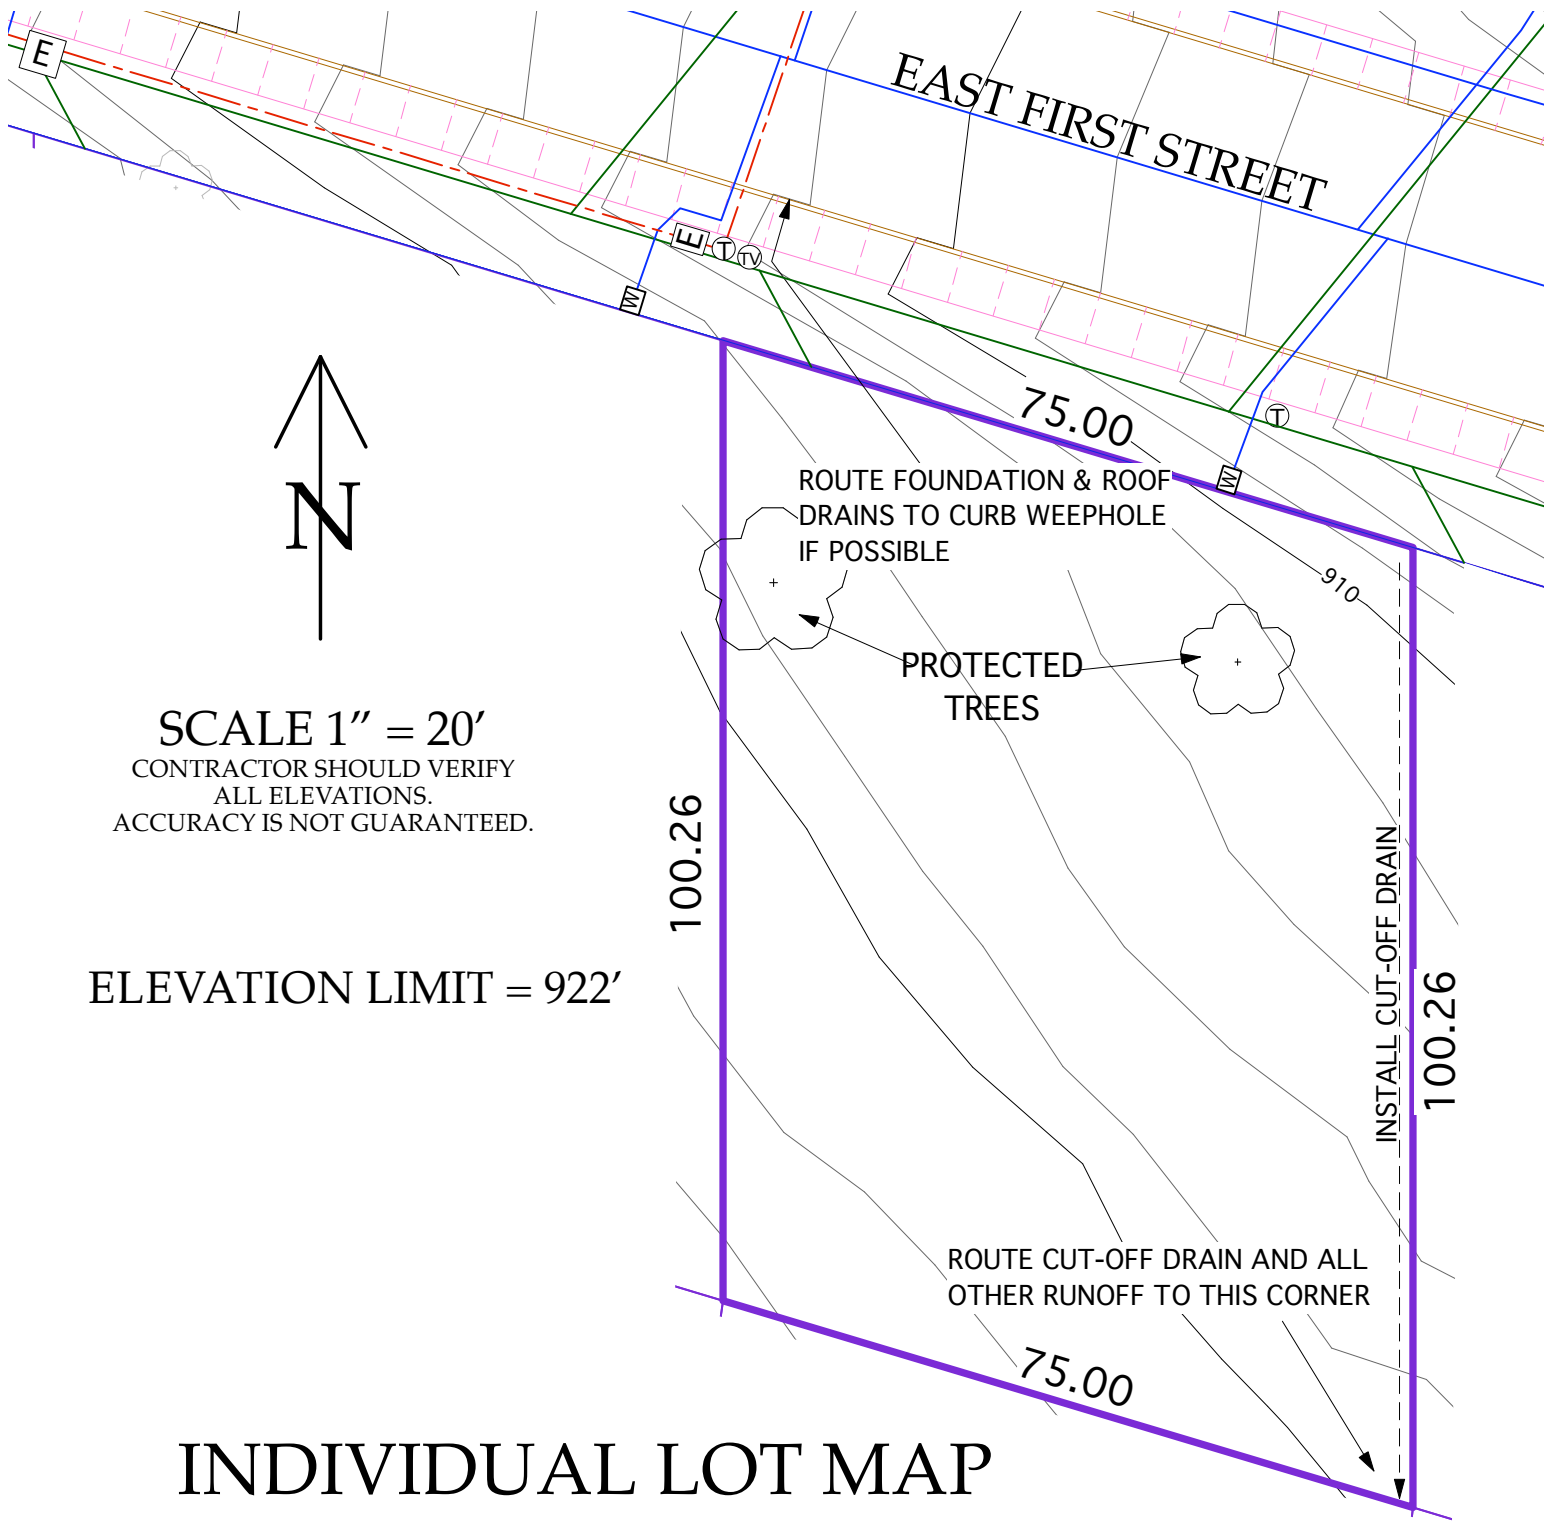 E
EAST FIRST STREET
E
T
TV
W
75.00
T
W
ROUTE FOUNDATION & ROOF
DRAINS TO CURB WEEPHOLE
IF POSSIBLE
N
910
PROTECTED
TREES
SCALE 1″ = 20′
CONTRACTOR SHOULD VERIFY
ALL ELEVATIONS.
ACCURACY IS NOT GUARANTEED.
100.26
INSTALL CUT-OFF DRAIN
100.26
ELEVATION LIMIT = 922′
ROUTE CUT-OFF DRAIN AND ALL
OTHER RUNOFF TO THIS CORNER
75.00
INDIVIDUAL LOT MAP